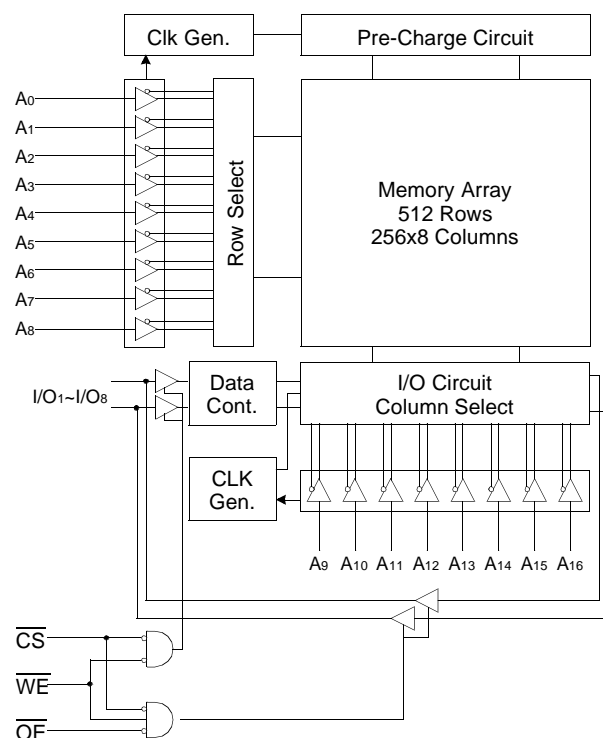 Clk Gen.
Pre-Charge Circuit
A0
A1
A2
A3
A4
A5
A6
A7
A8
Row Select
Memory Array
512 Rows
256x8 Columns
I/O1~I/O8
Data
Cont.
I/O Circuit
Column Select
CLK
Gen.
A9 A10 A11 A12 A13 A14 A15 A16
CS
WE
OE